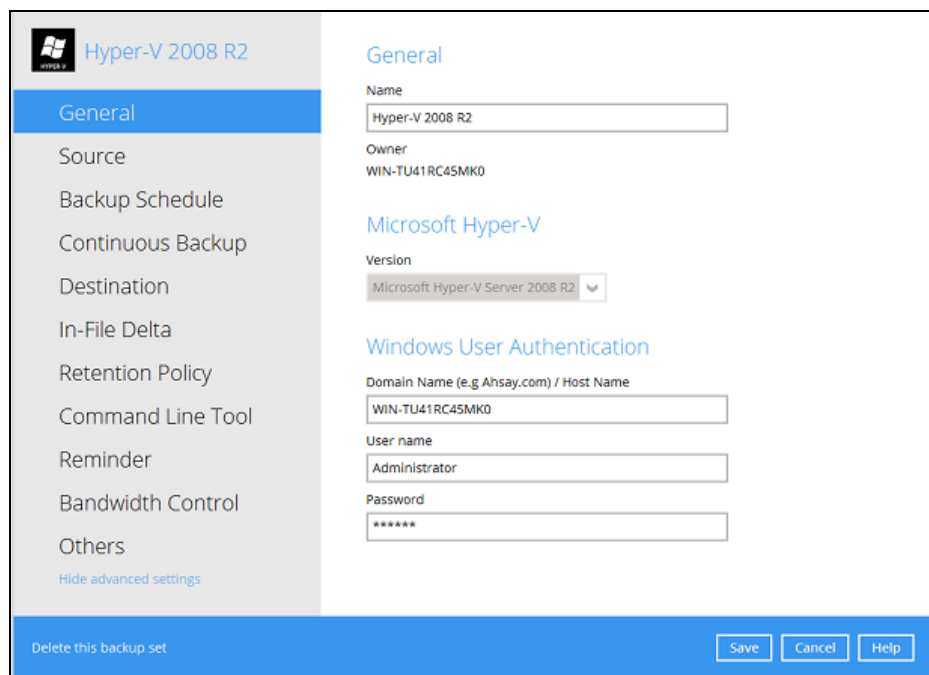 HYPER-V
Hyper-V 2008 R2
General
Source
Backup Schedule
Continuous Backup
Destination
In-File Delta
Retention Policy
Command Line Tool
Reminder
Bandwidth Control
Others
Hide advanced settings
General
Name
Hyper-V 2008 R2
Owner
WIN-TU41RC45MK0
Microsoft Hyper-V
Version
Microsoft Hyper-V Server 2008 R2
Windows User Authentication
Domain Name (e.g Ahsay.com) / Host Name
WIN-TU41RC45MK0
User name
Administrator
Password
******
Delete this backup set
Save
Cancel
Help